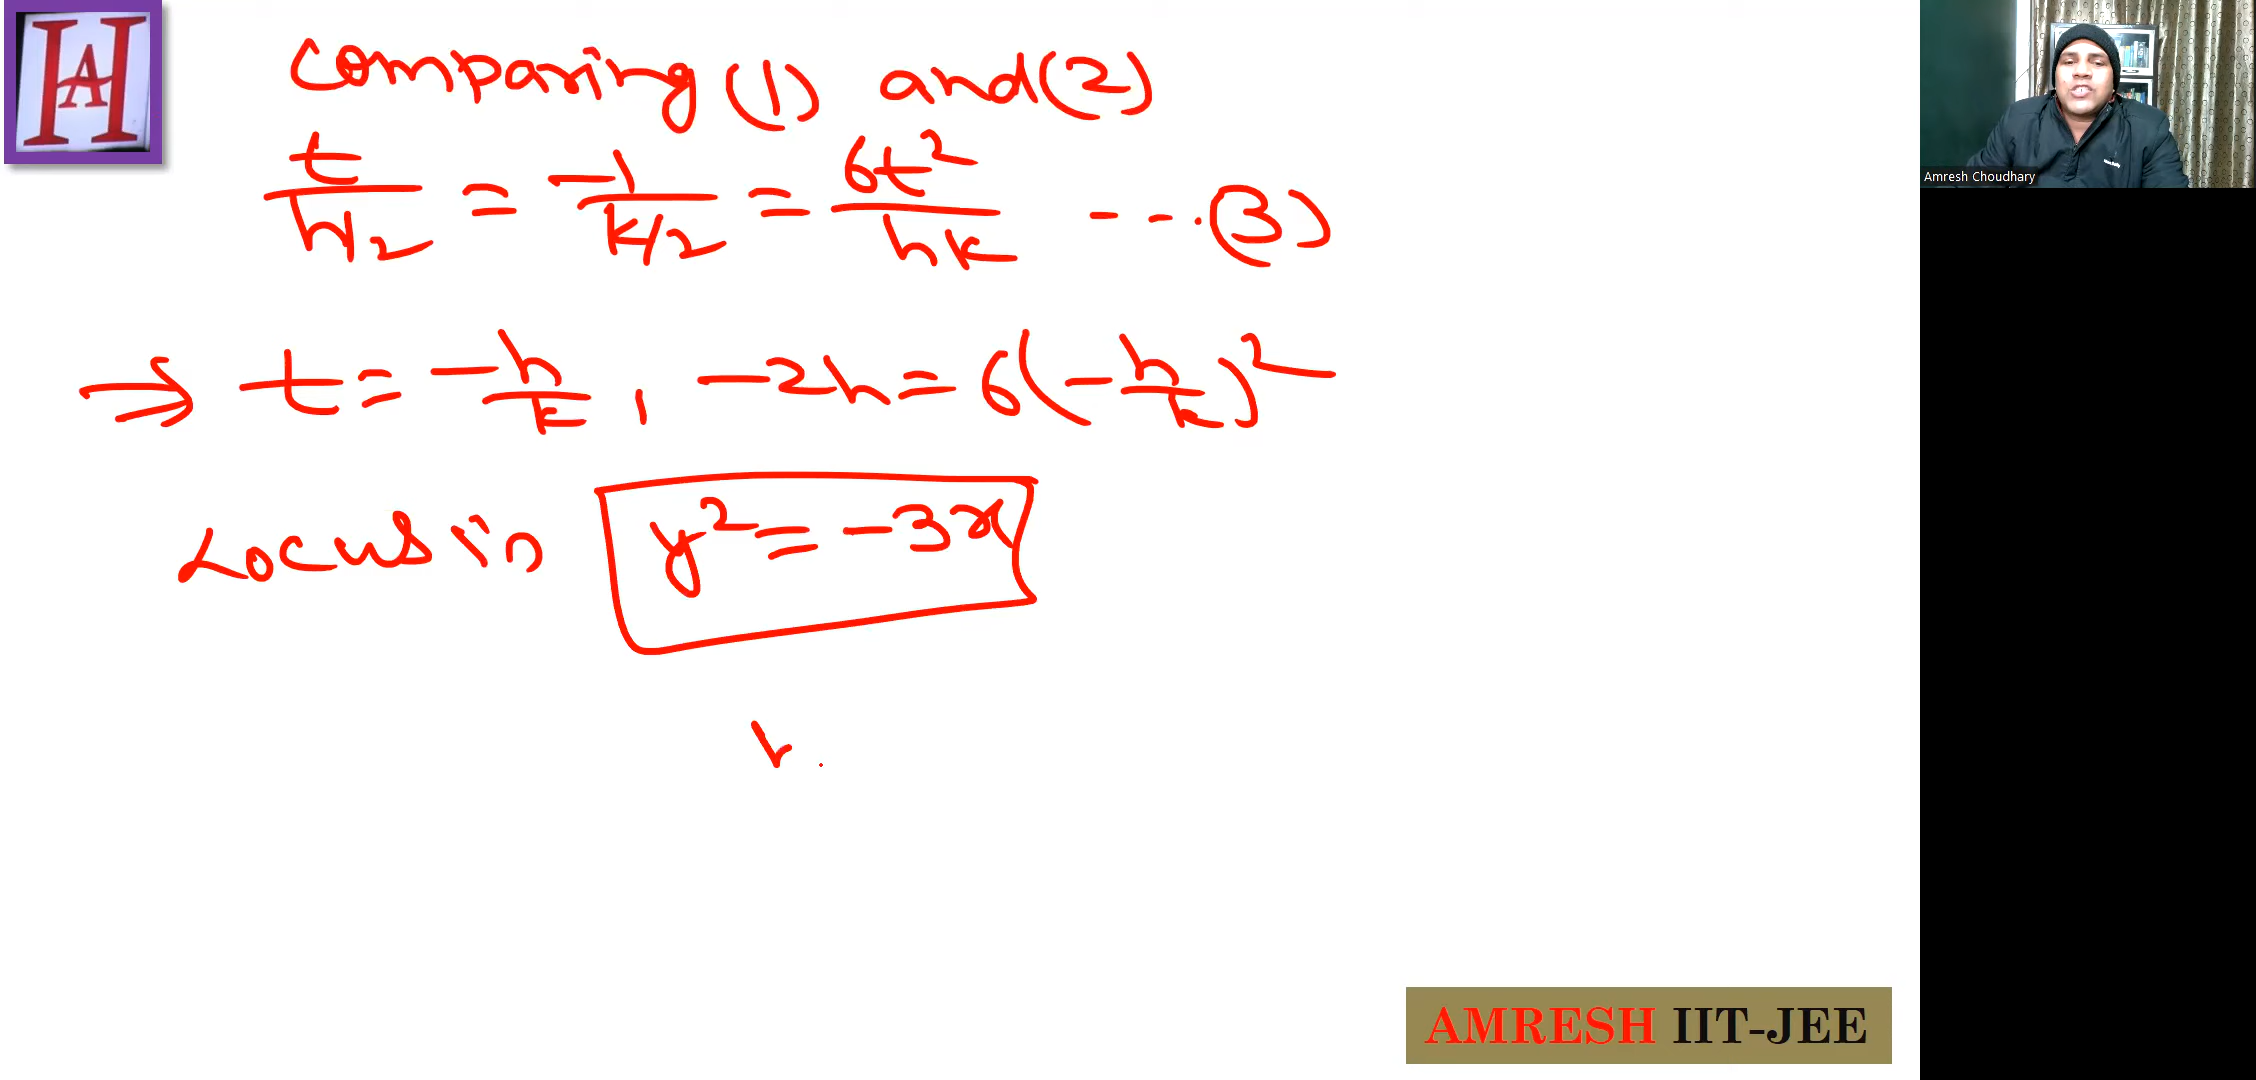 HA
Comparing (1) and (2)
t/(h/2) = -1/(k/2) = 6t²/(hk) --- .(3)
⇒ t = -h/k , -2h = 6(-h/k)²
Locus is y² = -3x
Amresh Choudhary
AMRESH IIT-JEE